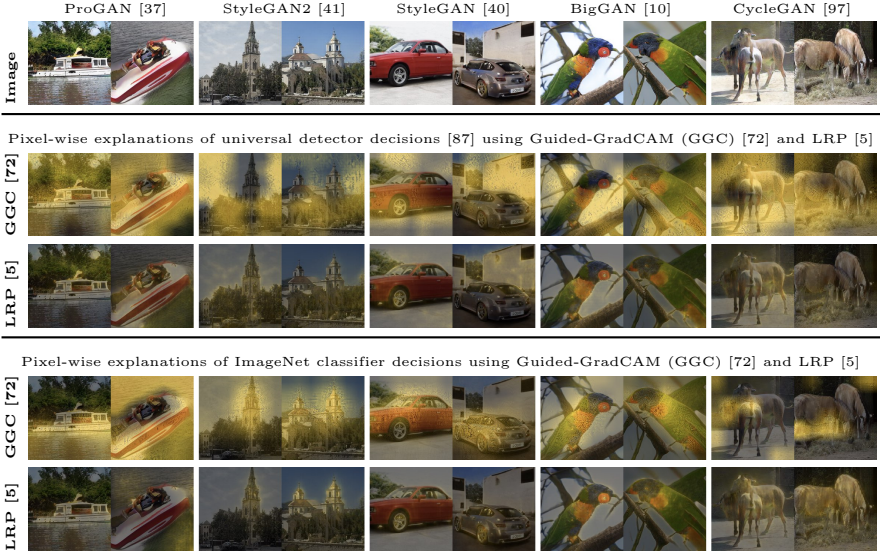 ProGAN [37] StyleGAN2 [41] StyleGAN [40] BigGAN [10] CycleGAN [97]
Image
Pixel-wise explanations of universal detector decisions [87] using Guided-GradCAM (GGC) [72] and LRP [5]
GGC [72]
LRP [5]
Pixel-wise explanations of ImageNet classifier decisions using Guided-GradCAM (GGC) [72] and LRP [5]
GGC [72]
LRP [5]